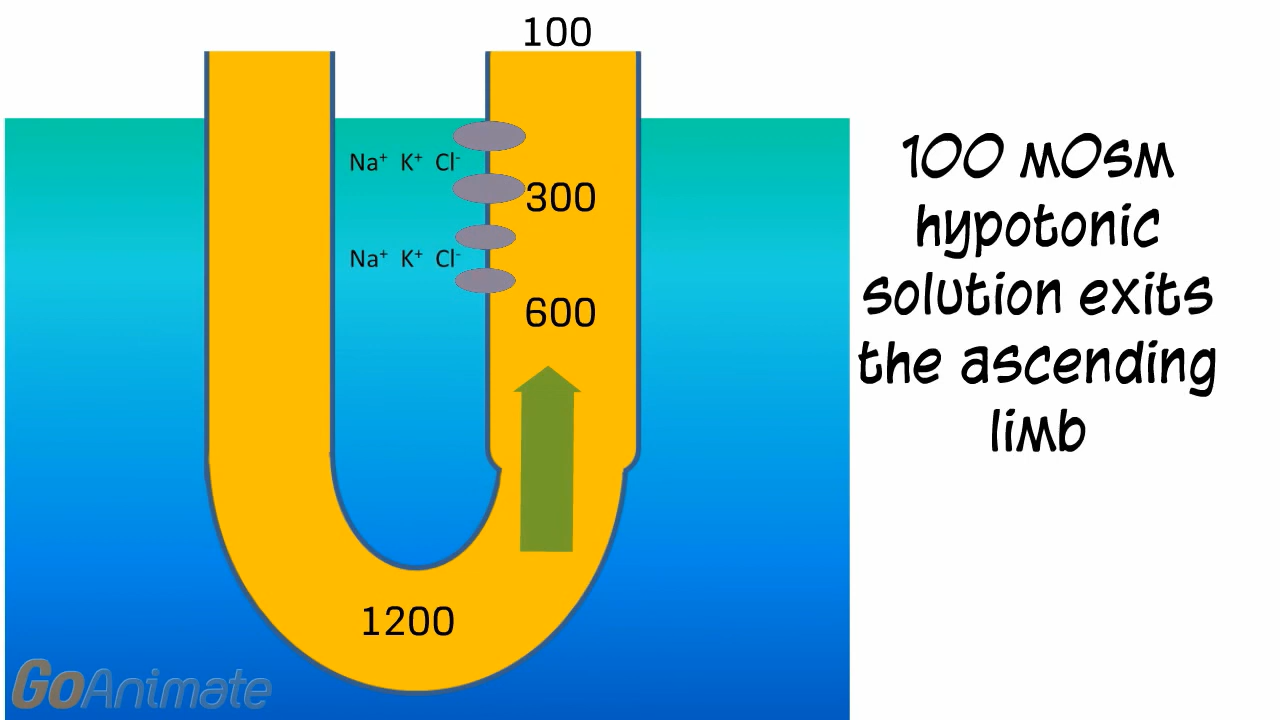 100
Na⁺ K⁺ Cl⁻
300
Na⁺ K⁺ Cl⁻
600
1200
100 mOsm
hypotonic
solution exits
the ascending
limb
GoAnimate